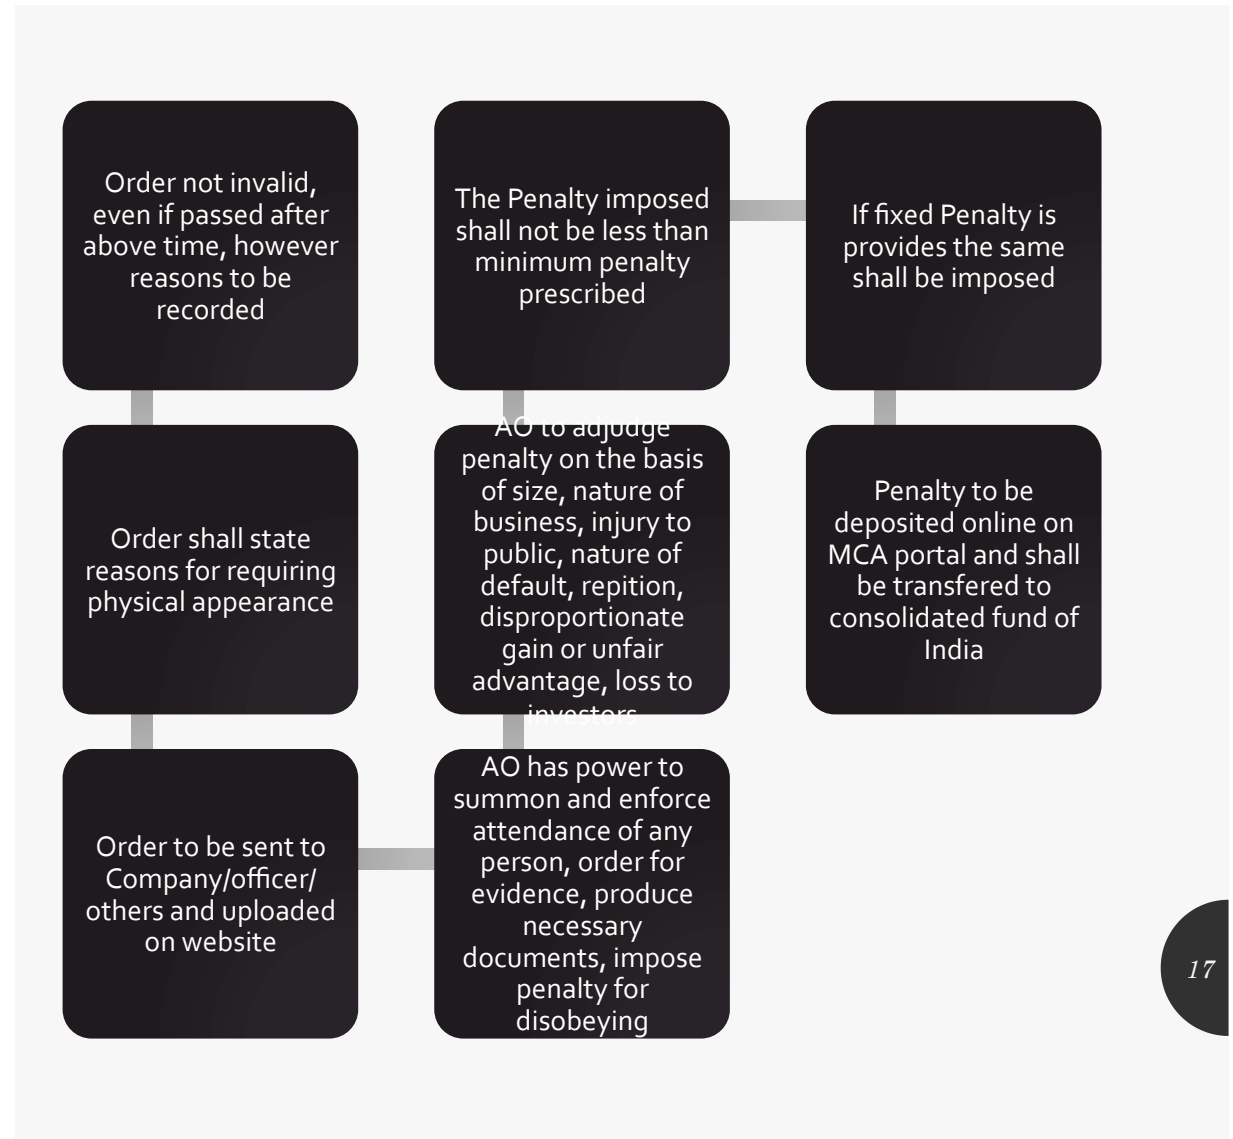 Order not invalid,
even if passed after
above time, however
reasons to be
recorded
Order shall state
reasons for requiring
physical appearance
Order to be sent to
Company/officer/
others and uploaded
on website
AO has power to
summon and enforce
attendance of any
person, order for
evidence, produce
necessary
documents, impose
penalty for
disobeying
AO to adjudge
penalty on the basis
of size, nature of
business, injury to
public, nature of
default, repition,
disproportionate
gain or unfair
advantage, loss to
investors
The Penalty imposed
shall not be less than
minimum penalty
prescribed
If fixed Penalty is
provides the same
shall be imposed
Penalty to be
deposited online on
MCA portal and shall
be transfered to
consolidated fund of
India
17